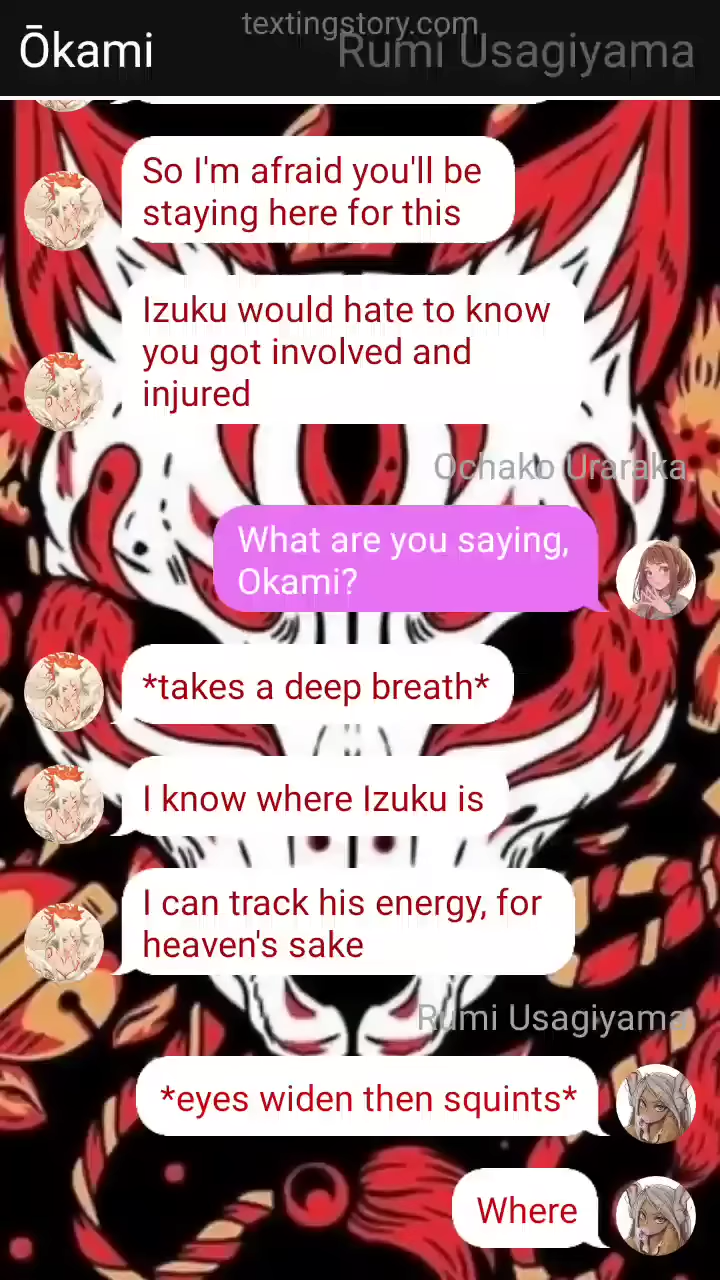 textingstory.com
Ōkami
Rumi Usagiyama
So I'm afraid you'll be
staying here for this
Izuku would hate to know
you got involved and
injured
Ochako Uraraka
What are you saying,
Okami?
*takes a deep breath*
I know where Izuku is
I can track his energy, for
heaven's sake
Rumi Usagiyama
*eyes widen then squints*
Where